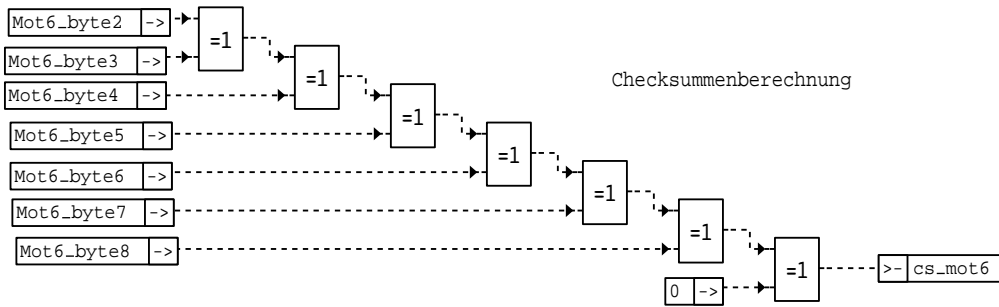 Mot6_byte2 ->
=1
Mot6_byte3 ->
=1
Checksummenberechnung
Mot6_byte4 ->
=1
Mot6_byte5 ->
=1
Mot6_byte6 ->
=1
Mot6_byte7 ->
=1
Mot6_byte8 ->
=1
>- cs_mot6
0 ->